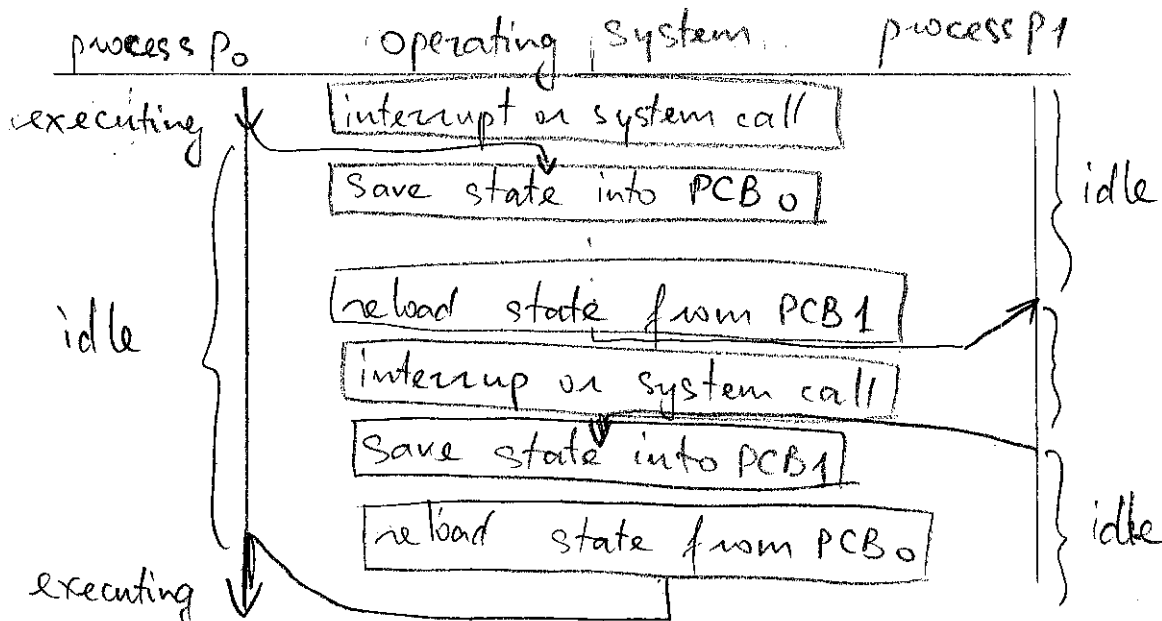 process P0 operating system process P1
executing interrupt or system call
save state into PCB0
idle
reload state from PCB1
idle
interrup or system call
save state into PCB1
reload state from PCB0
idle
executing